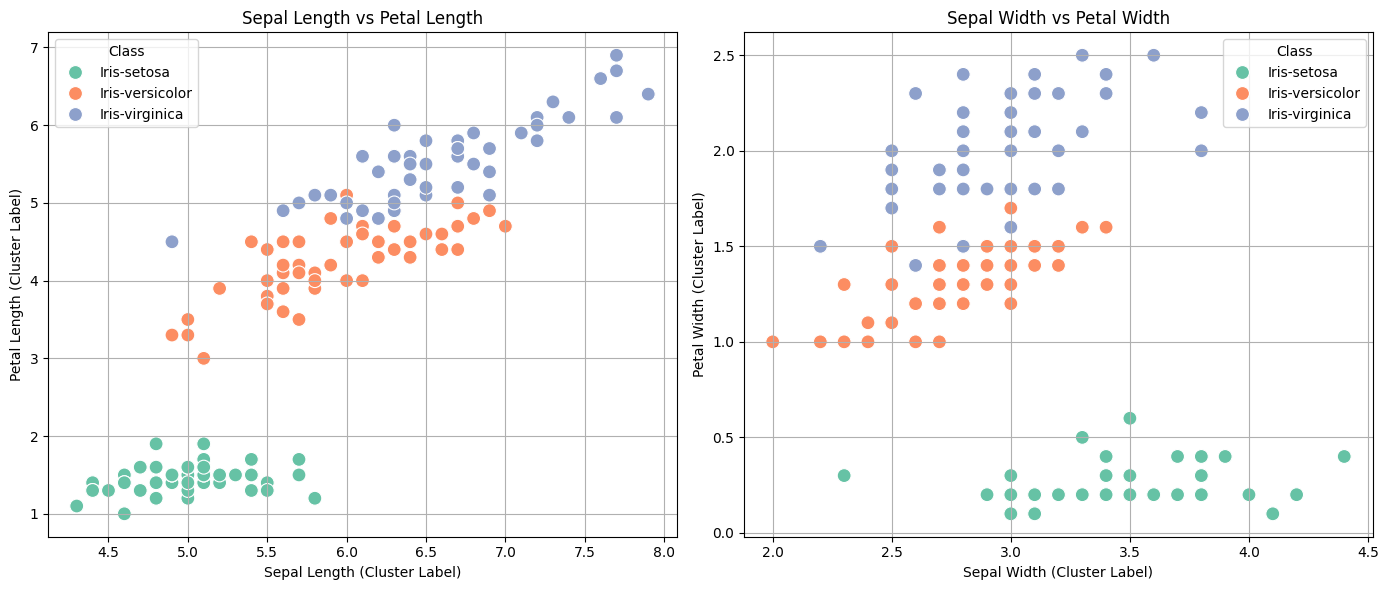 Sepal Length vs Petal Length
Class
Iris-setosa
Iris-versicolor
Iris-virginica
7
6
5
4
3
2
1
Petal Length (Cluster Label)
4.5 5.0 5.5 6.0 6.5 7.0 7.5 8.0
Sepal Length (Cluster Label)
Sepal Width vs Petal Width
Class
Iris-setosa
Iris-versicolor
Iris-virginica
2.5
2.0
1.5
1.0
0.5
0.0
Petal Width (Cluster Label)
2.0 2.5 3.0 3.5 4.0 4.5
Sepal Width (Cluster Label)